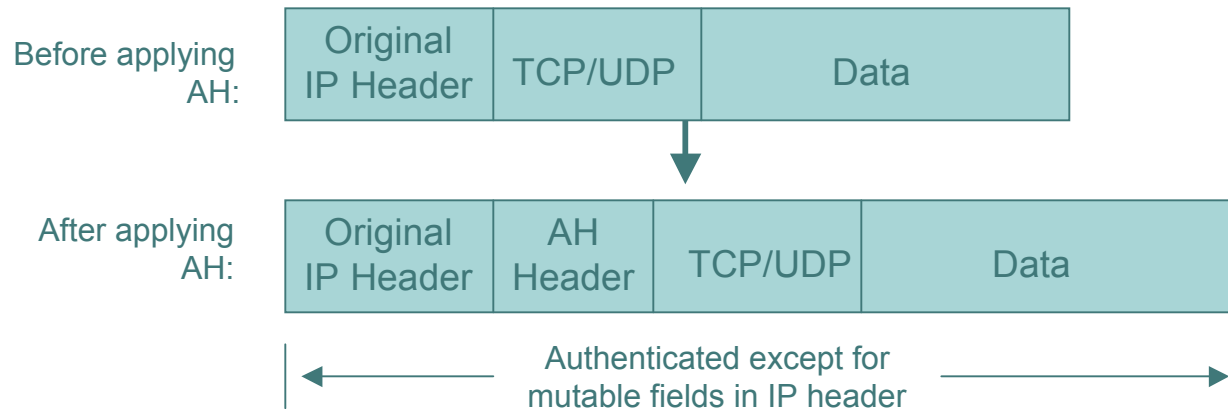 Before applying
AH:
Original
IP Header
TCP/UDP
Data
After applying
AH:
Original
IP Header
AH
Header
TCP/UDP
Data
Authenticated except for
mutable fields in IP header